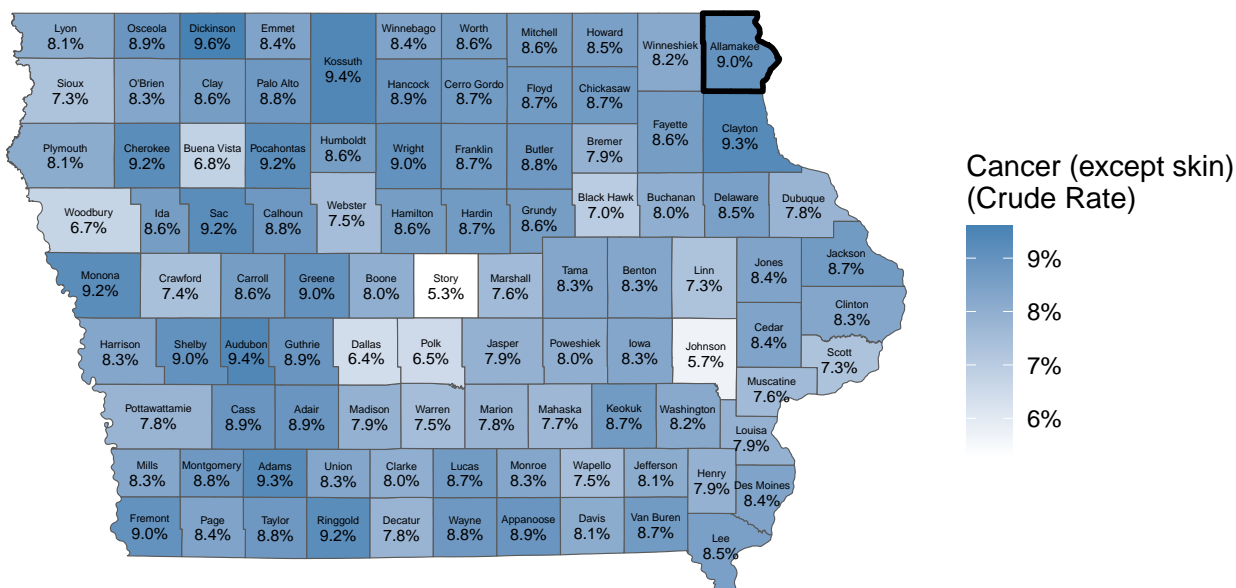 Lyon
8.1%
Osceola
8.9%
Dickinson
9.6%
Emmet
8.4%
Kossuth
9.4%
Winnebago
8.4%
Worth
8.6%
Mitchell
8.6%
Howard
8.5%
Winneshiek
8.2%
Allamakee
9.0%
Sioux
7.3%
O'Brien
8.3%
Clay
8.6%
Palo Alto
8.8%
Hancock
8.9%
Cerro Gordo
8.7%
Floyd
8.7%
Chickasaw
8.7%
Fayette
8.6%
Clayton
9.3%
Plymouth
8.1%
Cherokee
9.2%
Buena Vista
6.8%
Pocahontas
9.2%
Humboldt
8.6%
Wright
9.0%
Franklin
8.7%
Butler
8.8%
Bremer
7.9%
Woodbury
6.7%
Ida
8.6%
Sac
9.2%
Calhoun
8.8%
Webster
7.5%
Hamilton
8.6%
Hardin
8.7%
Grundy
8.6%
Black Hawk
7.0%
Buchanan
8.0%
Delaware
8.5%
Dubuque
7.8%
Monona
9.2%
Crawford
7.4%
Carroll
8.6%
Greene
9.0%
Boone
8.0%
Story
5.3%
Marshall
7.6%
Tama
8.3%
Benton
8.3%
Linn
7.3%
Jones
8.4%
Jackson
8.7%
Clinton
8.3%
Harrison
8.3%
Shelby
9.0%
Audubon
9.4%
Guthrie
8.9%
Dallas
6.4%
Polk
6.5%
Jasper
7.9%
Poweshiek
8.0%
Iowa
8.3%
Johnson
5.7%
Cedar
8.4%
Scott
7.3%
Muscatine
7.6%
Pottawattamie
7.8%
Cass
8.9%
Adair
8.9%
Madison
7.9%
Warren
7.5%
Marion
7.8%
Mahaska
7.7%
Keokuk
8.7%
Washington
8.2%
Louisa
7.9%
Mills
8.3%
Montgomery
8.8%
Adams
9.3%
Union
8.3%
Clarke
8.0%
Lucas
8.7%
Monroe
8.3%
Wapello
7.5%
Jefferson
8.1%
Henry
7.9%
Des Moines
8.4%
Fremont
9.0%
Page
8.4%
Taylor
8.8%
Ringgold
9.2%
Decatur
7.8%
Wayne
8.8%
Appanoose
8.9%
Davis
8.1%
Van Buren
8.7%
Lee
8.5%
Cancer (except skin)
(Crude Rate)
9%
8%
7%
6%